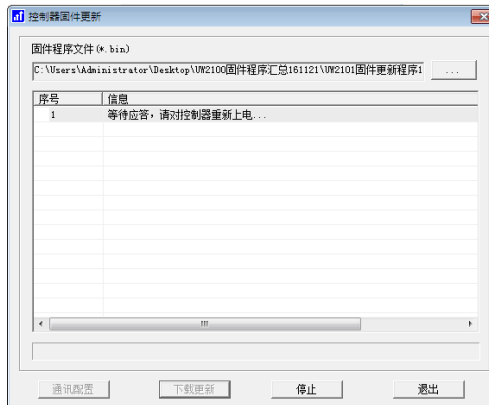 控制器固件更新
固件程序文件(*.bin)
C:\Users\Administrator\Desktop\UW2100固件程序汇总161121\UW2101固件更新程序1
...
序号 信息
1 等待应答，请对控制器重新上电...
通讯配置 下载更新 停止 退出